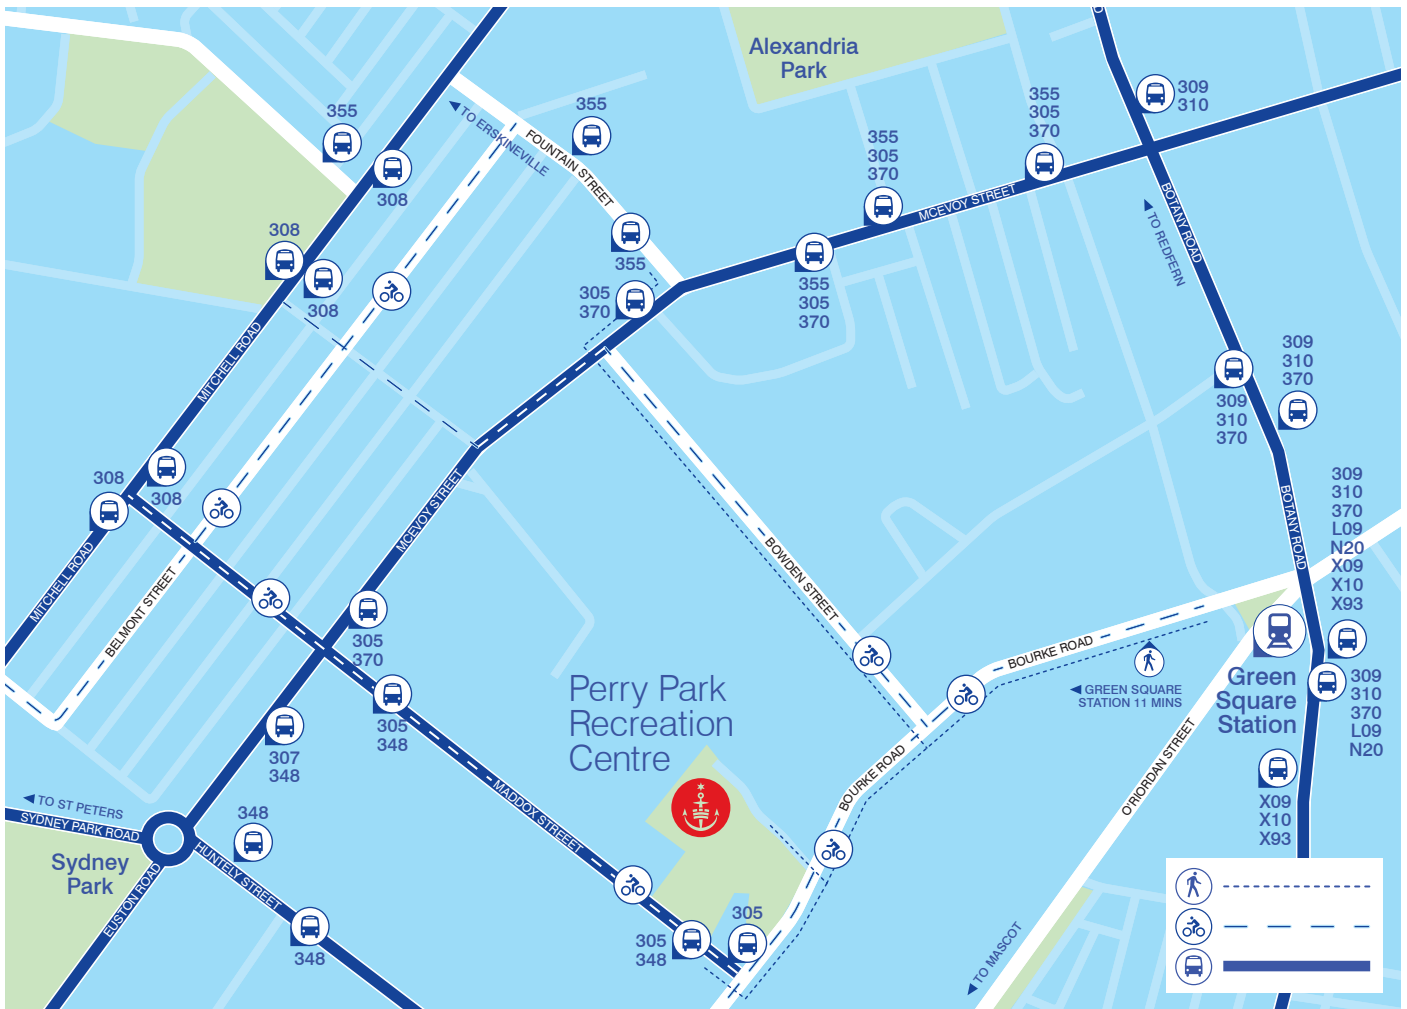 Alexandria
Park
309
310
355
305
370
355
355
TO ERSKINEVILLE
FOUNTAIN STREET
355
305
370
308
MCEVOY STREET
BOTANY ROAD
TO REDFERN
308
308
355
305
370
355
305
370
MITCHELL ROAD
309
310
370
309
310
370
308
308
MCEVOY STREET
BOTANY ROAD
309
310
370
L09
N20
X09
X10
X93
MITCHELL ROAD
BELMONT STREET
BOWDEN STREET
305
370
BOURKE ROAD
GREEN SQUARE
STATION 11 MINS
Green
Square
Station
309
310
370
L09
N20
305
348
307
348
Perry Park
Recreation
Centre
BOURKE ROAD
O'RIORDAN STREET
X09
X10
X93
TO ST PETERS
SYDNEY PARK ROAD
348
MADDOX STREEET
Sydney
Park
HUNTELY STREET
EUSTON ROAD
348
305
348
305
TO MASCOT